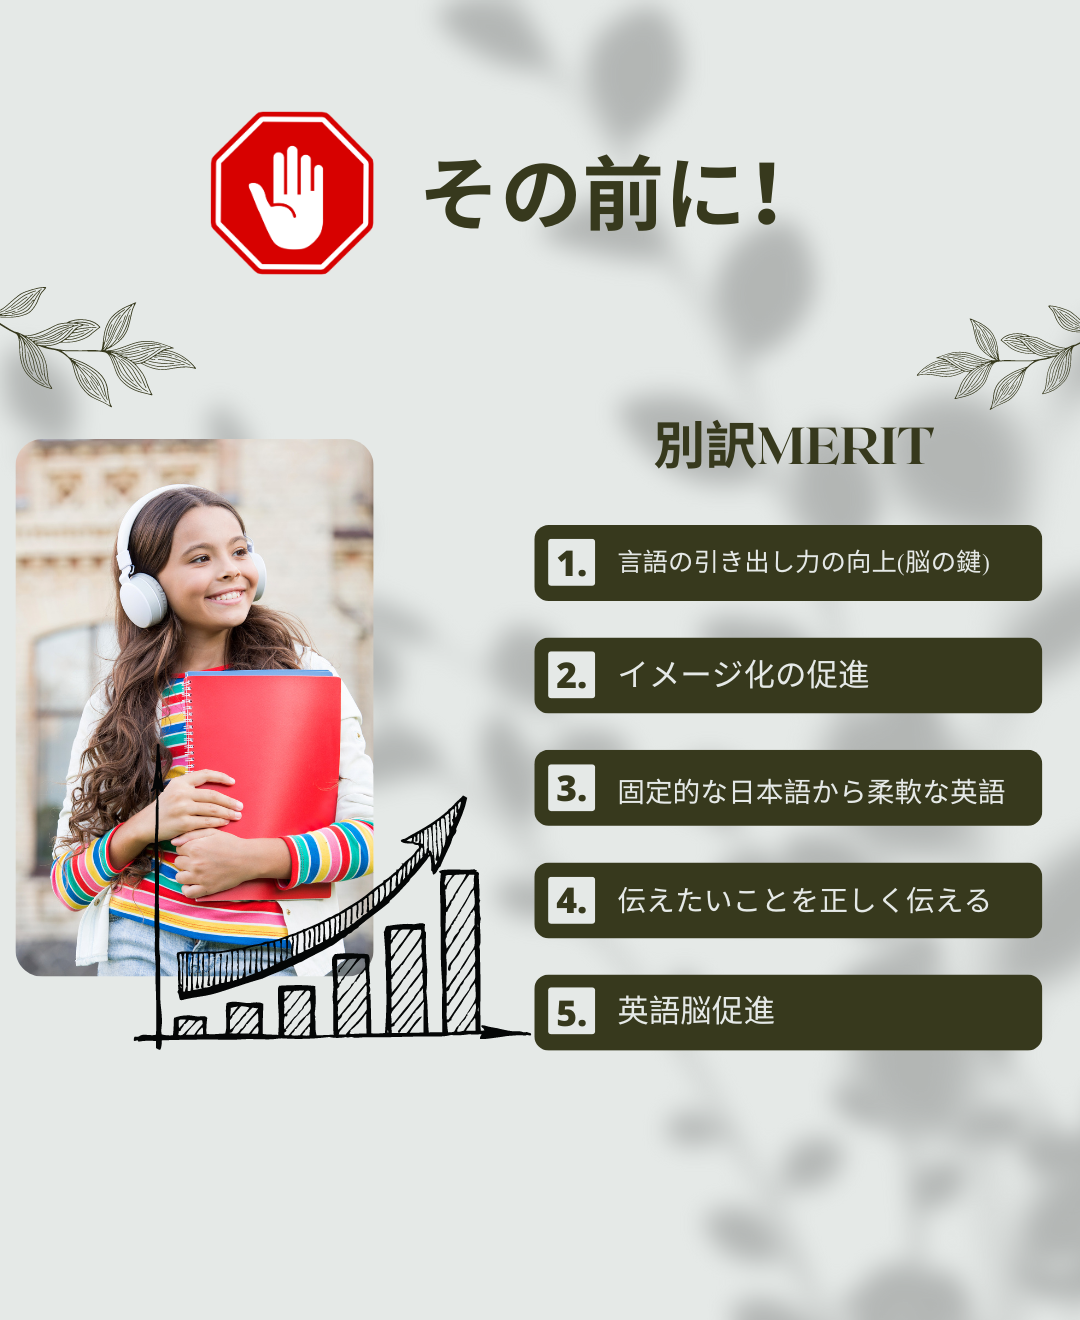 その前に!
別訳MERIT
1. 言語の引き出し力の向上(脳の鍵)
2. イメージ化の促進
3. 固定的な日本語から柔軟な英語
4. 伝えたいことを正しく伝える
5. 英語脳促進